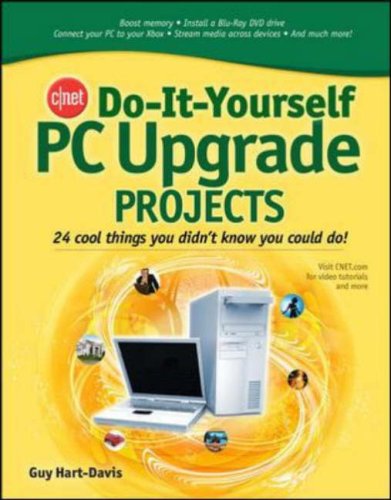 Boost memory • Install a Blu-Ray DVD drive
Connect your PC to your Xbox • Stream media across devices • And much more!
c|net
Do-It-Yourself
PC Upgrade
PROJECTS
24 cool things you didn't know you could do!
Visit CNET.com
for video tutorials
and more
Guy Hart-Davis